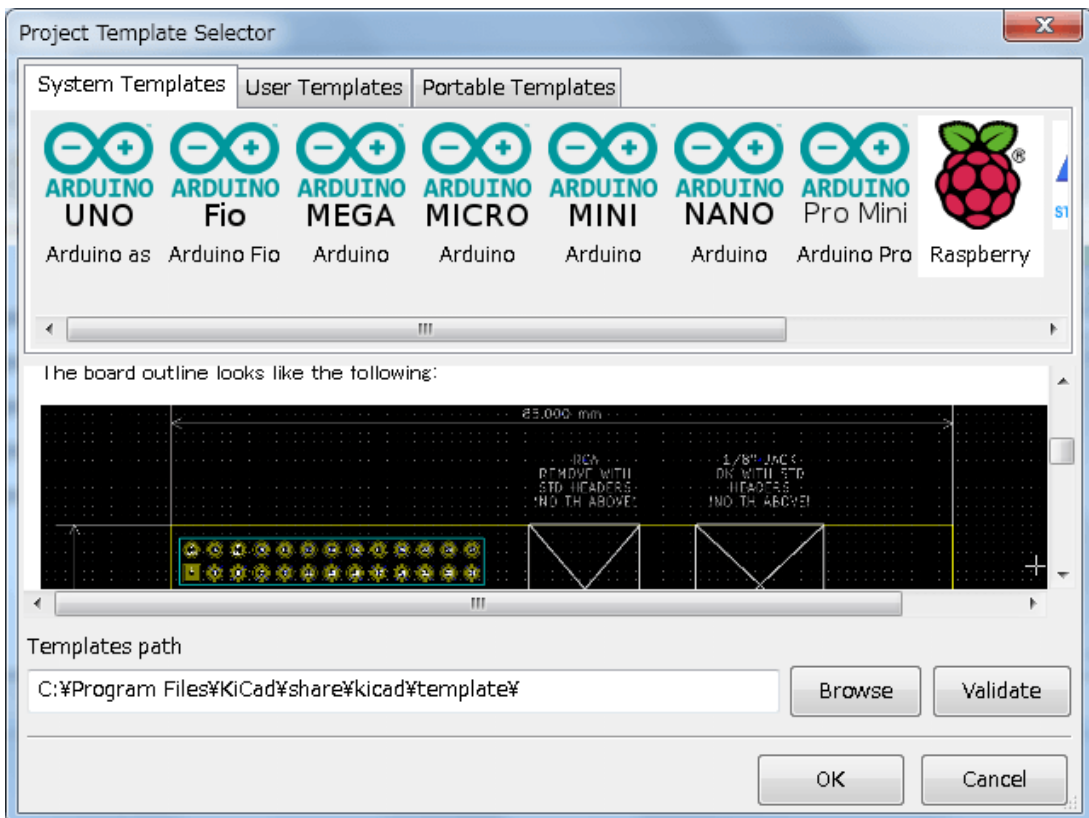 Project Template Selector
System Templates User Templates Portable Templates
ARDUINO ARDUINO ARDUINO ARDUINO ARDUINO ARDUINO ARDUINO ®
UNO Fio MEGA MICRO MINI NANO Pro Mini
Arduino as Arduino Fio Arduino Arduino Arduino Arduino Arduino Pro Raspberry
The board outline looks like the following:
85.000 mm
RCA 1/8" JACK
REMOVE WITH OK WITH STD
STD HEADERS HEADERS
!NO TH ABOVE! !NO TH ABOVE!
Templates path
C:¥Program Files¥KiCad¥share¥kicad¥template¥
Browse Validate
OK Cancel